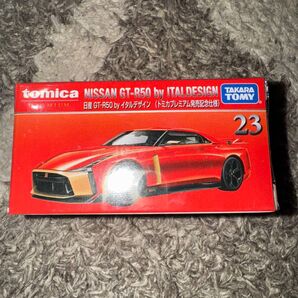 tomica
NISSAN GT-R50 by ITALDESIGN
日産 GT-R50 by イタルデザイン (トミカプレミアム発売記念仕様)
TAKARA
TOMY
23